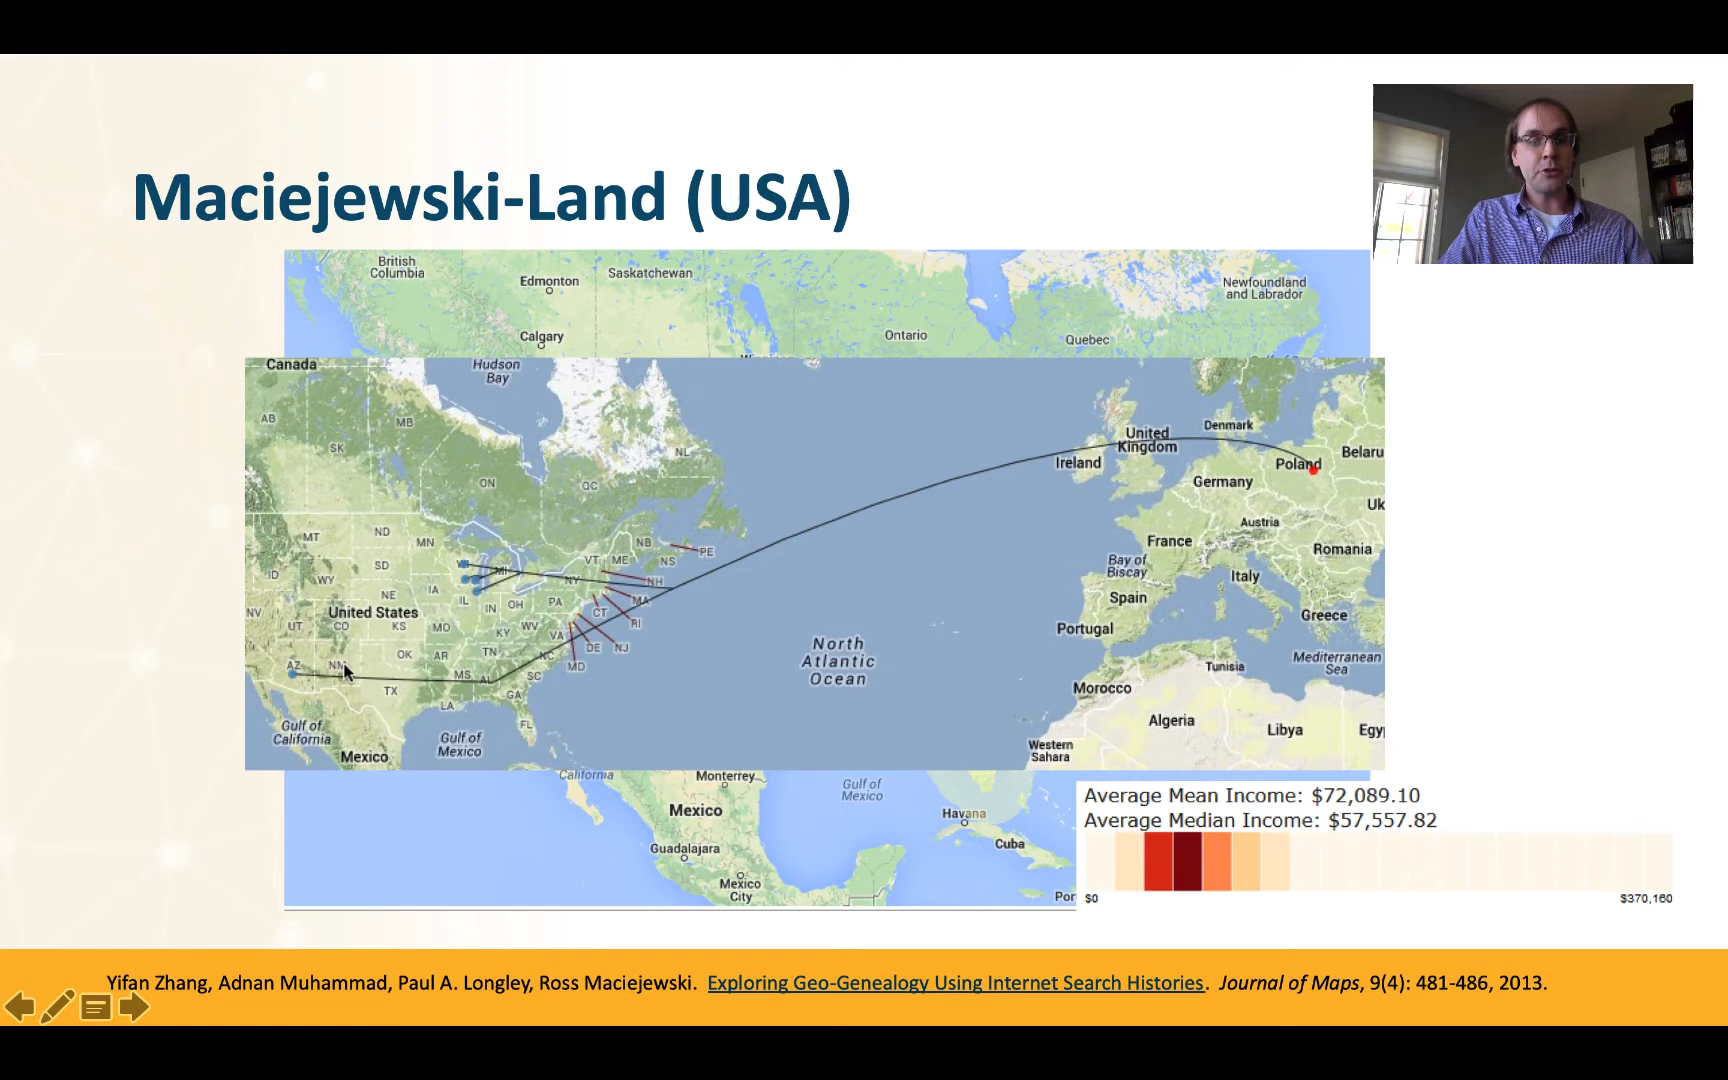 Maciejewski-Land (USA)
British
Columbia
Edmonton
Saskatchewan
Newfoundland
and Labrador
Calgary
Ontario
Quebec
Canada
Hudson
Bay
AB
MB
SK
NL
ON
QC
United
Kingdom
Denmark
Ireland
Poland
Belaru
Germany
Uk
Austria
France
Romania
Bay of
Biscay
Italy
Spain
Greece
Portugal
Mediterranean
Sea
Tunisia
Morocco
Algeria
Libya
Egy
Western
Sahara
North
Atlantic
Ocean
MT
ND
MN
NB
PE
VT
ME
NS
ID
SD
WI
MI
WY
NY
NH
NE
IA
IL
IN
OH
PA
MA
NV
United States
CT
UT
CO
KS
MO
KY
WV
VA
RI
DE
NJ
OK
AR
TN
NC
MD
AZ
NM
MS
AL
SC
TX
GA
LA
FL
Gulf of
California
Gulf of
Mexico
Mexico
California
Monterrey
Gulf of
Mexico
Mexico
Havana
Cuba
Guadalajara
Mexico
City
Por
Average Mean Income: $72,089.10
Average Median Income: $57,557.82
$0
$370,160
Yifan Zhang, Adnan Muhammad, Paul A. Longley, Ross Maciejewski. Exploring Geo-Genealogy Using Internet Search Histories. Journal of Maps, 9(4): 481-486, 2013.